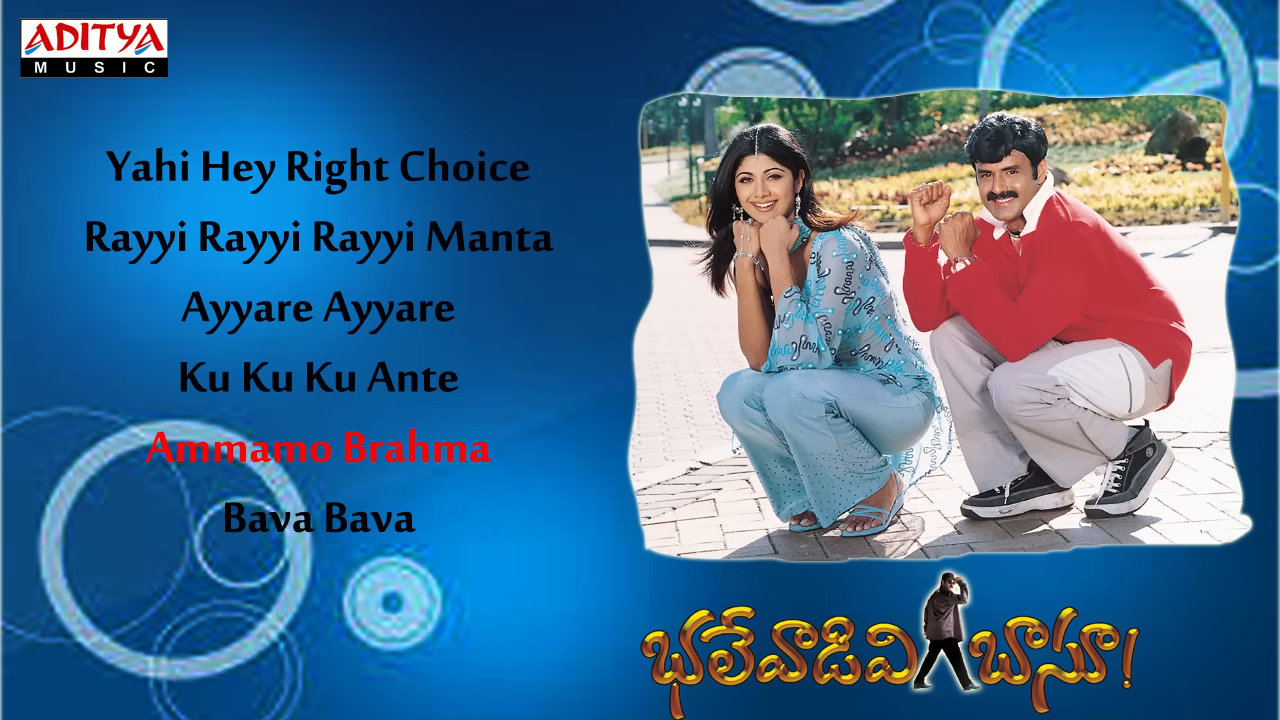 ADITYA
MUSIC
Yahi Hey Right Choice
Rayyi Rayyi Rayyi Manta
Ayyare Ayyare
Ku Ku Ku Ante
Ammamo Brahma
Bava Bava
భలేవాడివి బాసూ!